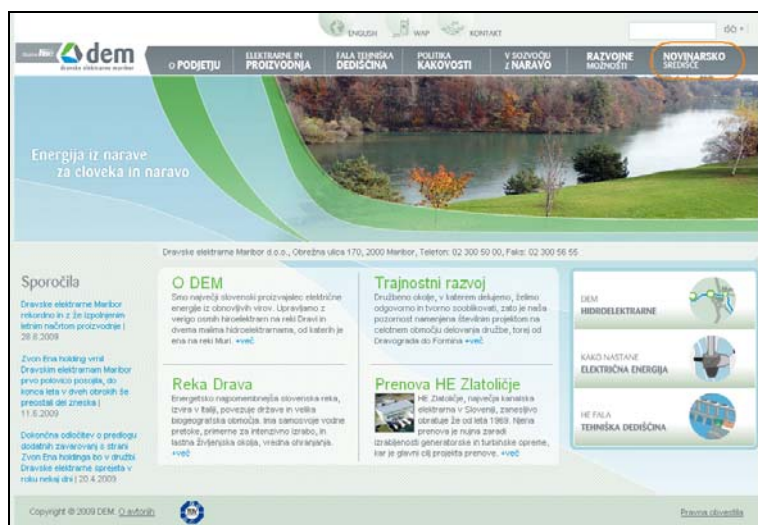 ENGLISH WAP KONTAKT
dem
dravske elektrarne maribor
O PODJETJU
ELEKTRARNE IN
PROIZVODNJA
FALA TEHNIŠKA
DEDIŠČINA
POLITIKA
KAKOVOSTI
V SOZVOČJU
Z NARAVO
RAZVOJNE
MOŽNOSTI
NOVINARSKO
SREDIŠČE
Energija iz narave
za cloveka in naravo
Dravske elektrarne Maribor d.o.o., Obrežna ulica 170, 2000 Maribor, Telefon: 02 300 50 00, Faks: 02 300 56 55
Sporočila
Dravske elektrarne Maribor
rekordno in z že izpolnjenim
letnim načrtom proizvodnje |
29.6.2009
Zvon Ena holding vrnil
Dravskim elektrarnam Maribor
prvo polovico posojila, do
konca leta v dveh obrokih še
preostali del zneska |
11.5.2009
Dokončna odločitev o predlogu
dodatnih zavarovanj s strani
Zvon Ena Holdinga bo v družbi
Dravske elektrarne sprejeta v
roku nekaj dni | 20.4.2009
O DEM
Smo največji slovenski proizvajalec električne
energije iz obnovljivih virov. Upravljamo z
verigo osmih hidroelektrarn na reki Dravi in
dvema malima hidroelektrarnama, od katerih je
ena na reki Muri. +več
Trajnostni razvoj
Družbeno okolje, v katerem delujemo, želimo
odgovorno in tvorno sooblikovati, zato je naša
pozornost namenjena številnim projektom na
celotnem območju delovanja družbe, torej od
Dravograda do Formina +več
Reka Drava
Energetsko najpomembnejša slovenska reka,
izvira v Italiji, povezuje države in velika
biogeografska območja. Ima samosvoje vodne
pretoke, primerne za intenzivno izrabo, in
lastna življenjska okolja, vredna ohranjanja.
+več
Prenova HE Zlatoličje
HE Zlatoličje, največja kanalska
elektrarna v Sloveniji, zanesljivo
obratuje že od leta 1969. Njena
prenova je nujna zaradi
izrabljenosti generatorske in turbinske opreme,
kar je glavni cilj projekta prenove. +več
DEM
HIDROELEKTRARNE
KAKO NASTANE
ELEKTRIČNA ENERGIJA
HE FALA
TEHNIŠKA DEDIŠČINA
Copyright © 2009 DEM. O avtorjih
TÜV
Pravna obvestila